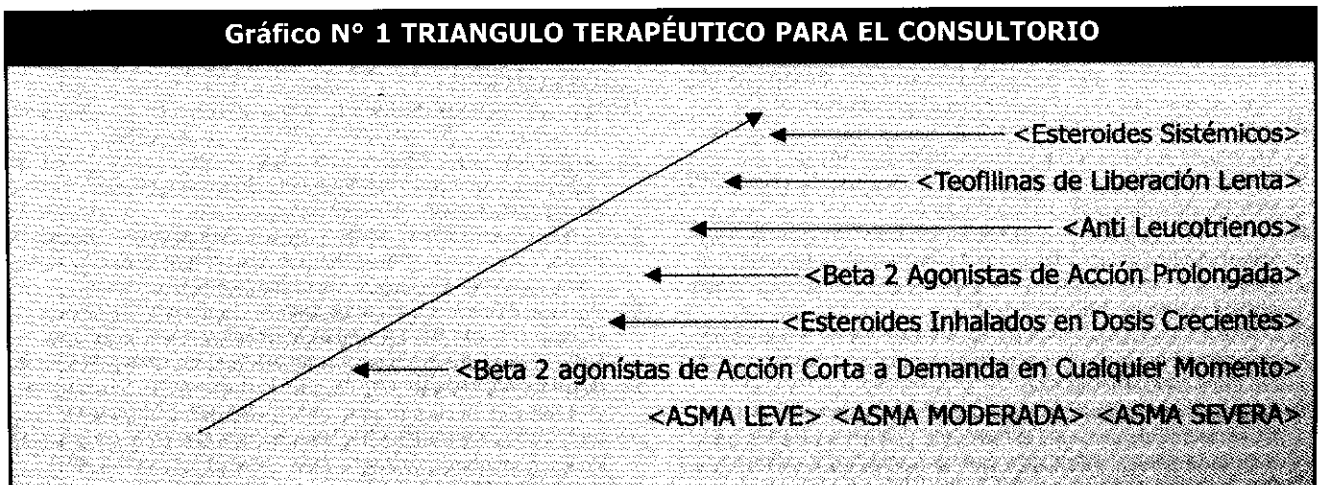 Gráfico Nº 1 TRIANGULO TERAPÉUTICO PARA EL CONSULTORIO
<Esteroides Sistémicos>
<Teofilinas de Liberación Lenta>
<Anti Leucotrienos>
<Beta 2 Agonistas de Acción Prolongada>
<Esteroides Inhalados en Dosis Crecientes>
<Beta 2 agonístas de Acción Corta a Demanda en Cualquier Momento>
<ASMA LEVE> <ASMA MODERADA> <ASMA SEVERA>